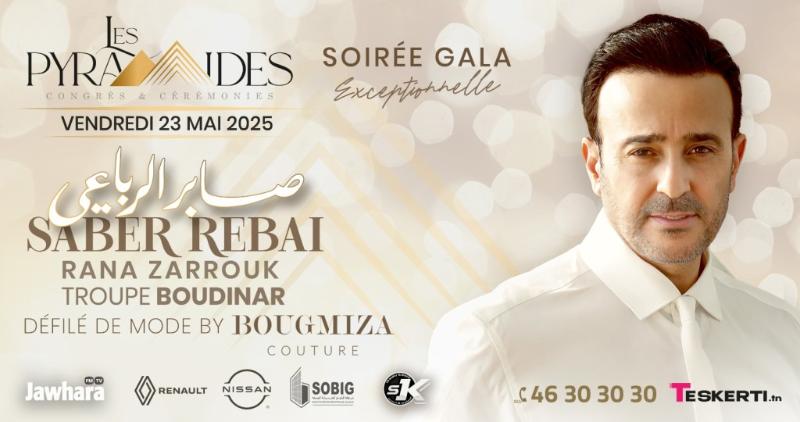 LES
PYRAMIDES
CONGRÈS & CÉRÉMONIES
SOIRÉE GALA
Exceptionnelle
VENDREDI 23 MAI 2025
صابر الرباعي
SABER REBAI
RANA ZARROUK
TROUPE BOUDINAR
DÉFILÉ DE MODE BY BOUGMIZA
COUTURE
Jawhara FM TV
RENAULT
NISSAN
SOBIG
SK
46 30 30 30
TESKERTI.tn